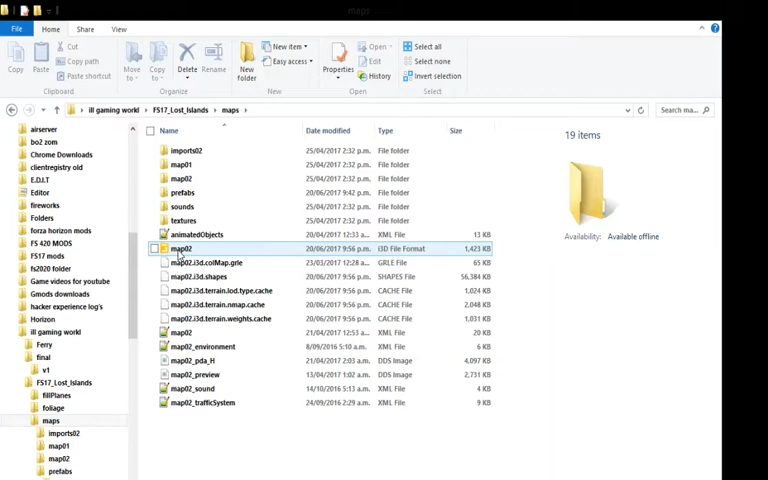 maps
File
Home
Share
View
Copy
Paste
Cut
Copy path
Paste shortcut
Clipboard
Move to
Copy to
Delete
Rename
Organize
New folder
New item
Easy access
New
Properties
Open
Edit
History
Open
Select all
Select none
Invert selection
Select
ill gaming workl
FS17_Lost_Islands
maps
Search ma...
airserver
bo2 zom
Chrome Downloads
clientregistry old
E.D.I.T
Editor
fireworks
Folders
forza horizon mods
FS 420 MODS
FS17 mods
fs2020 folder
Game videos for youtube
Gmods downloads
hacker experience log's
Horizon
ill gaming workl
Ferry
final
v1
FS17_Lost_Islands
fillPlanes
foliage
maps
imports02
map01
map02
prefabs
Name Date modified Type Size
imports02 25/04/2017 2:32 p.m. File folder
map01 25/04/2017 2:32 p.m. File folder
map02 25/04/2017 2:32 p.m. File folder
prefabs 20/06/2017 9:42 p.m. File folder
sounds 25/04/2017 2:32 p.m. File folder
textures 25/04/2017 2:32 p.m. File folder
animatedObjects 20/04/2017 12:33 a... XML File 13 KB
map02 20/06/2017 9:56 p.m. i3D File Format 1,423 KB
map02.i3d.colMap.grle 23/03/2017 12:28 a... GRLE File 65 KB
map02.i3d.shapes 20/06/2017 9:56 p.m. SHAPES File 56,384 KB
map02.i3d.terrain.lod.type.cache 20/06/2017 9:56 p.m. CACHE File 1,024 KB
map02.i3d.terrain.nmap.cache 20/06/2017 9:56 p.m. CACHE File 2,048 KB
map02.i3d.terrain.weights.cache 20/06/2017 9:56 p.m. CACHE File 1,031 KB
map02 21/04/2017 12:53 a... XML File 20 KB
map02_environment 8/09/2016 5:10 a.m. XML File 6 KB
map02_pda_H 21/04/2017 2:03 a.m. DDS Image 4,097 KB
map02_preview 13/04/2017 1:02 a.m. DDS Image 2,731 KB
map02_sound 14/10/2016 5:13 a.m. XML File 4 KB
map02_trafficSystem 24/09/2016 2:29 a.m. XML File 9 KB
19 items
Availability: Available offline